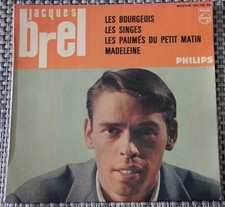 jacques
brel
LES BOURGEOIS
LES SINGES
LES PAUMÉS DU PETIT MATIN
MADELEINE
PHILIPS